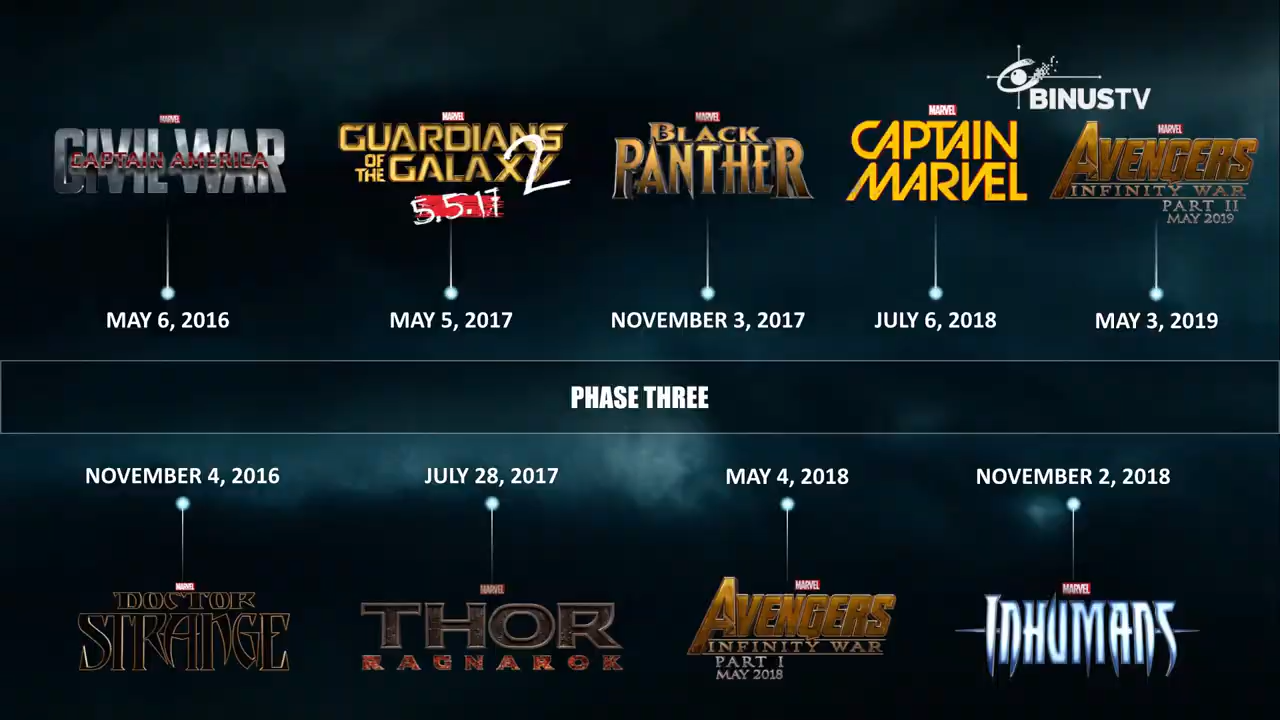 BINUSTV
MARVEL
CIVIL WAR
CAPTAIN AMERICA
MAY 6, 2016
MARVEL
GUARDIANS
OF THE GALAXY 2
5.5.17
MAY 5, 2017
MARVEL
BLACK
PANTHER
NOVEMBER 3, 2017
MARVEL
CAPTAIN
MARVEL
JULY 6, 2018
MARVEL
AVENGERS
INFINITY WAR
PART II
MAY 2019
MAY 3, 2019
PHASE THREE
NOVEMBER 4, 2016
MARVEL
DOCTOR
STRANGE
JULY 28, 2017
MARVEL
THOR
RAGNAROK
MAY 4, 2018
MARVEL
AVENGERS
INFINITY WAR
PART I
MAY 2018
NOVEMBER 2, 2018
MARVEL
INHUMANS